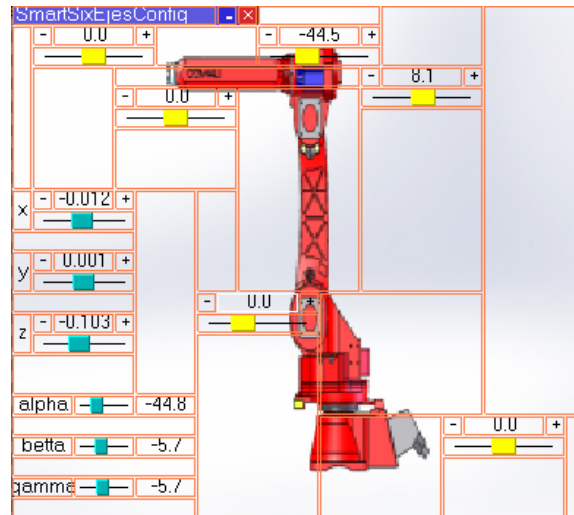 SmartSixEjesConfig - X
- 0.0 +
- -44.5 +
COMAU
- 8.1 +
- 0.0 +
x - -0.012 +
y - 0.001 +
- 0.0 +
z - -0.103 +
alpha -44.8
- 0.0 +
betta -5.7
gamma -5.7